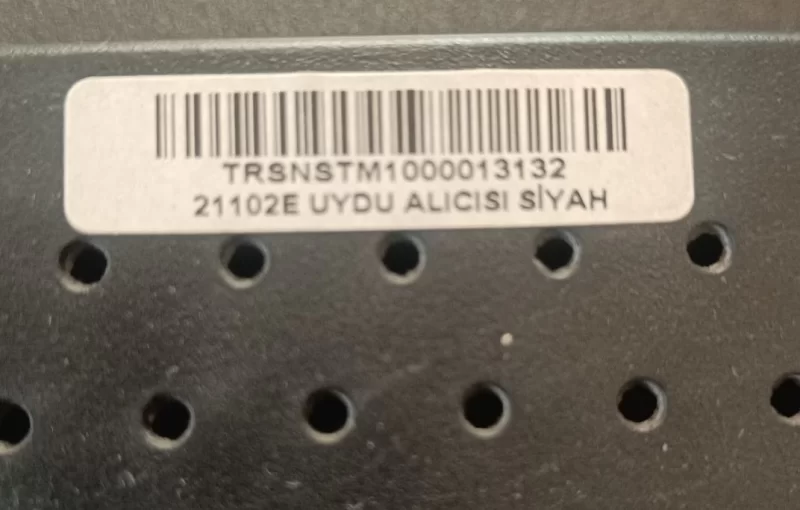 TRSNSTM1000013132
21102E UYDU ALICISI SİYAH